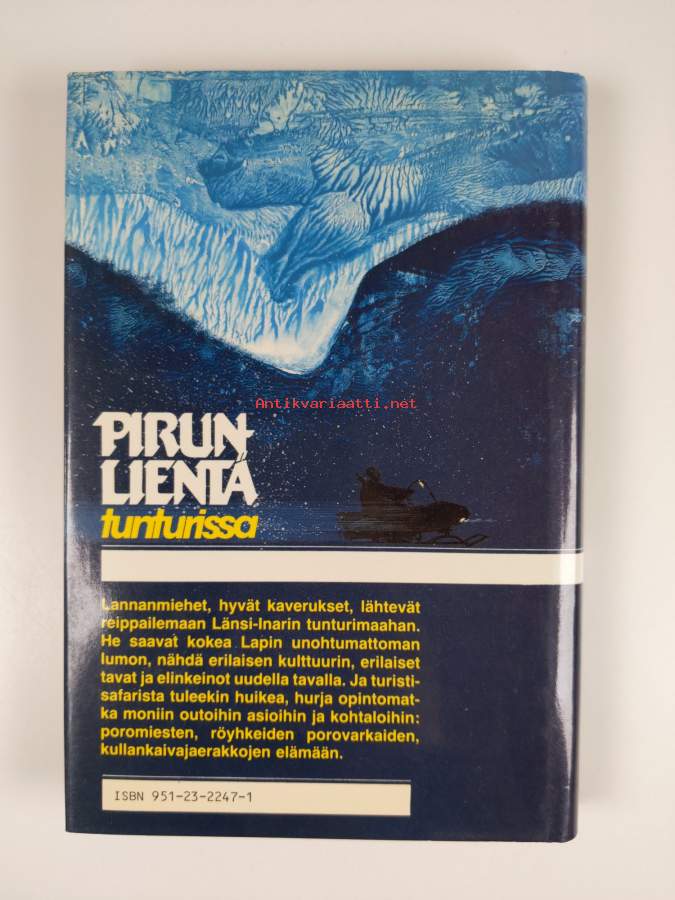 Antikvariaatti.net
PIRUN-
LIENTÄ
tunturissa
Lannanmiehet, hyvät kaverukset, lähtevät
reippailemaan Länsi-Inarin tunturimaahan.
He saavat kokea Lapin unohtumattoman
lumon, nähdä erilaisen kulttuurin, erilaiset
tavat ja elinkeinot uudella tavalla. Ja turisti-
safarista tuleekin huikea, hurja opintomat-
ka moniin outoihin asioihin ja kohtaloihin:
poromiesten, röyhkeiden porovarkaiden,
kullankaivajaerakkojen elämään.
ISBN 951-23-2247-1